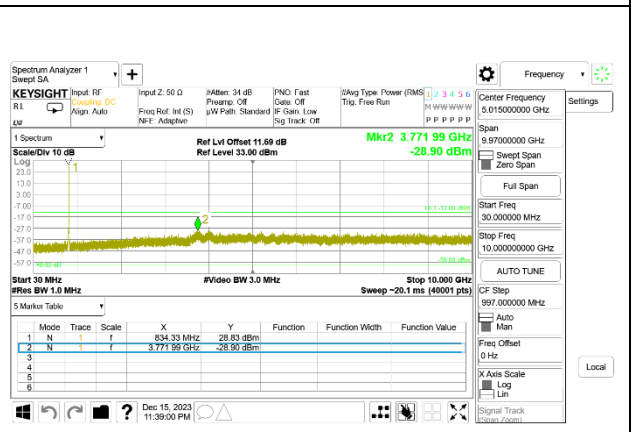 Spectrum Analyzer 1
Swept SA
Frequency
KEYSIGHT
R L
Input: RF
Coupling: DC
Align: Auto
Input Z: 50 Ω
Freq Ref: Int (S)
NFE: Adaptive
#Atten: 34 dB
Preamp: Off
µW Path: Standard
PNO: Fast
Gate: Off
IF Gain: Low
Sig Track: Off
#Avg Type: Power (RMS
Trig: Free Run
1 2 3 4 5 6
M W W W W W
P P P P P P
Center Frequency
5.015000000 GHz
Settings
Span
9.97000000 GHz
Swept Span
Zero Span
Full Span
Start Freq
30.000000 MHz
Stop Freq
10.000000000 GHz
AUTO TUNE
CF Step
997.000000 MHz
Auto
Man
Freq Offset
0 Hz
X Axis Scale
Log
Lin
Local
Signal Track
(Span Zoom)
1 Spectrum
Scale/Div 10 dB
Ref Lvl Offset 11.69 dB
Ref Level 33.00 dBm
Mkr2 3.771 99 GHz
-28.90 dBm
Log
23.0
13.0
3.00
-7.00
-17.0
-27.0
-37.0
-47.0
-57.0
1
2
Start 30 MHz
#Res BW 1.0 MHz
#Video BW 3.0 MHz
Stop 10.000 GHz
Sweep ~20.1 ms (40001 pts)
5 Marker Table
Mode Trace Scale X Y Function Function Width Function Value
1 N 1 f 834.33 MHz 28.83 dBm
2 N 1 f 3.771 99 GHz -28.90 dBm
3
4
5
6
?
Dec 15, 2023
11:39:00 PM